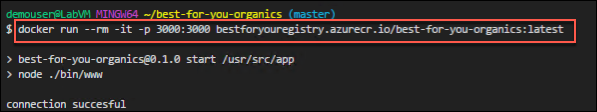 demouser@LabVM MINGW64 ~/best-for-you-organics (master)
$ docker run --rm -it -p 3000:3000 bestforyouregistry.azurecr.io/best-for-you-organics:latest
> best-for-you-organics@0.1.0 start /usr/src/app
> node ./bin/www
connection succesful